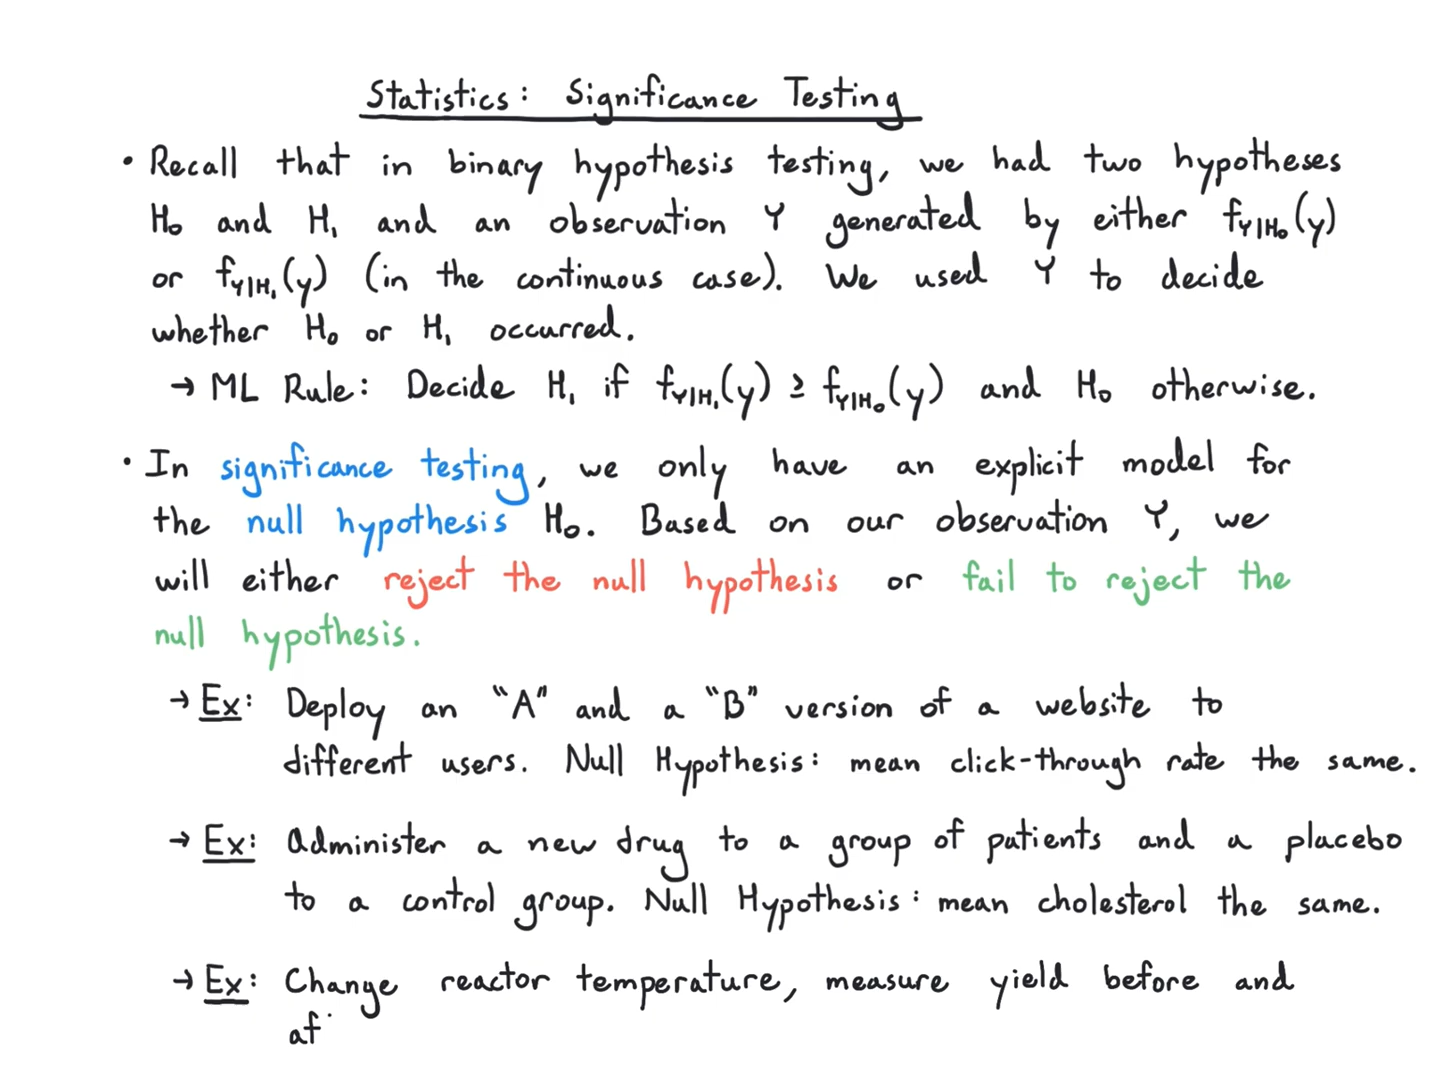 Statistics: Significance Testing
• Recall that in binary hypothesis testing, we had two hypotheses
H₀ and H₁ and an observation Y generated by either f_{Y|H₀}(y)
or f_{Y|H₁}(y) (in the continuous case). We used Y to decide
whether H₀ or H₁ occurred.
→ ML Rule: Decide H₁ if f_{Y|H₁}(y) ≥ f_{Y|H₀}(y) and H₀ otherwise.
• In significance testing, we only have an explicit model for
the null hypothesis H₀. Based on our observation Y, we
will either reject the null hypothesis or fail to reject the
null hypothesis.
→ Ex: Deploy an "A" and a "B" version of a website to
different users. Null Hypothesis: mean click-through rate the same.
→ Ex: Administer a new drug to a group of patients and a placebo
to a control group. Null Hypothesis: mean cholesterol the same.
→ Ex: Change reactor temperature, measure yield before and
af